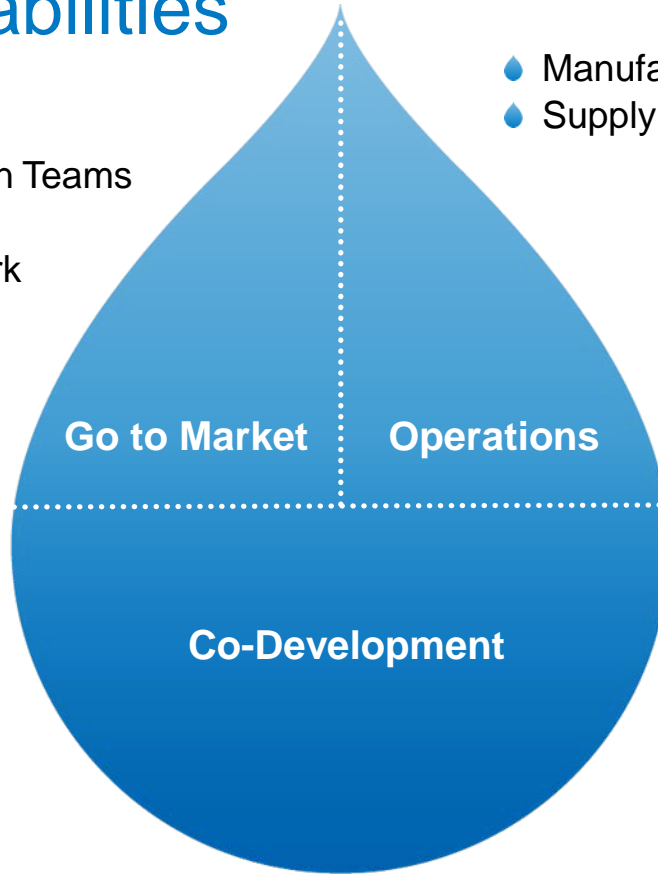 abilities
Manufa
Supply
n Teams
rk
Go to Market
Operations
Co-Development